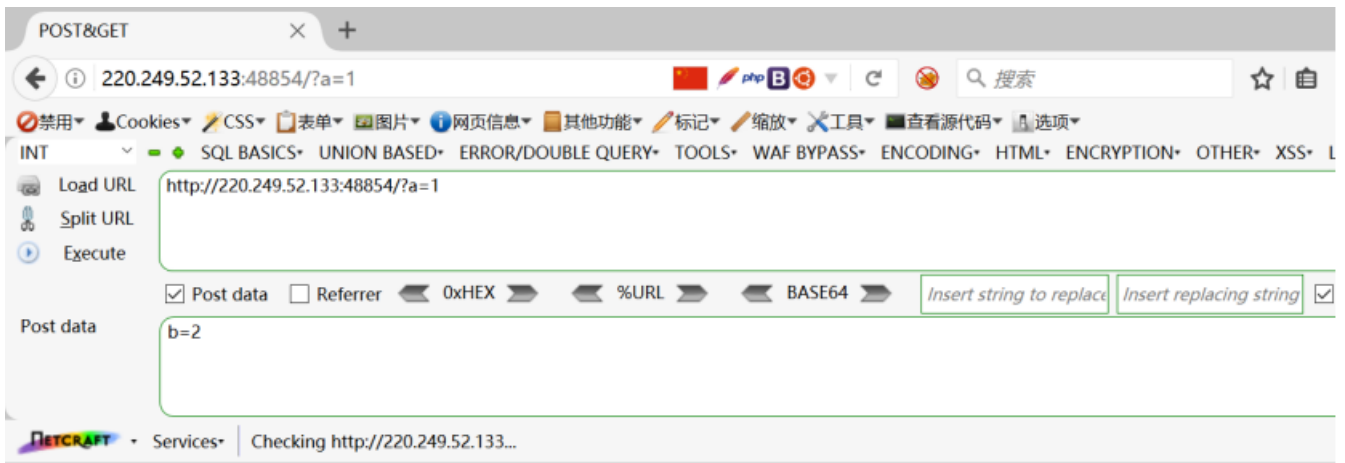 POST&GET
220.249.52.133:48854/?a=1 php B 搜索
禁用 Cookies CSS 表单 图片 网页信息 其他功能 标记 缩放 工具 查看源代码 选项
INT SQL BASICS UNION BASED ERROR/DOUBLE QUERY TOOLS WAF BYPASS ENCODING HTML ENCRYPTION OTHER XSS L
Load URL http://220.249.52.133:48854/?a=1
Split URL
Execute
Post data Referrer 0xHEX %URL BASE64 Insert string to replace Insert replacing string
Post data b=2
NETCRAFT Services Checking http://220.249.52.133...